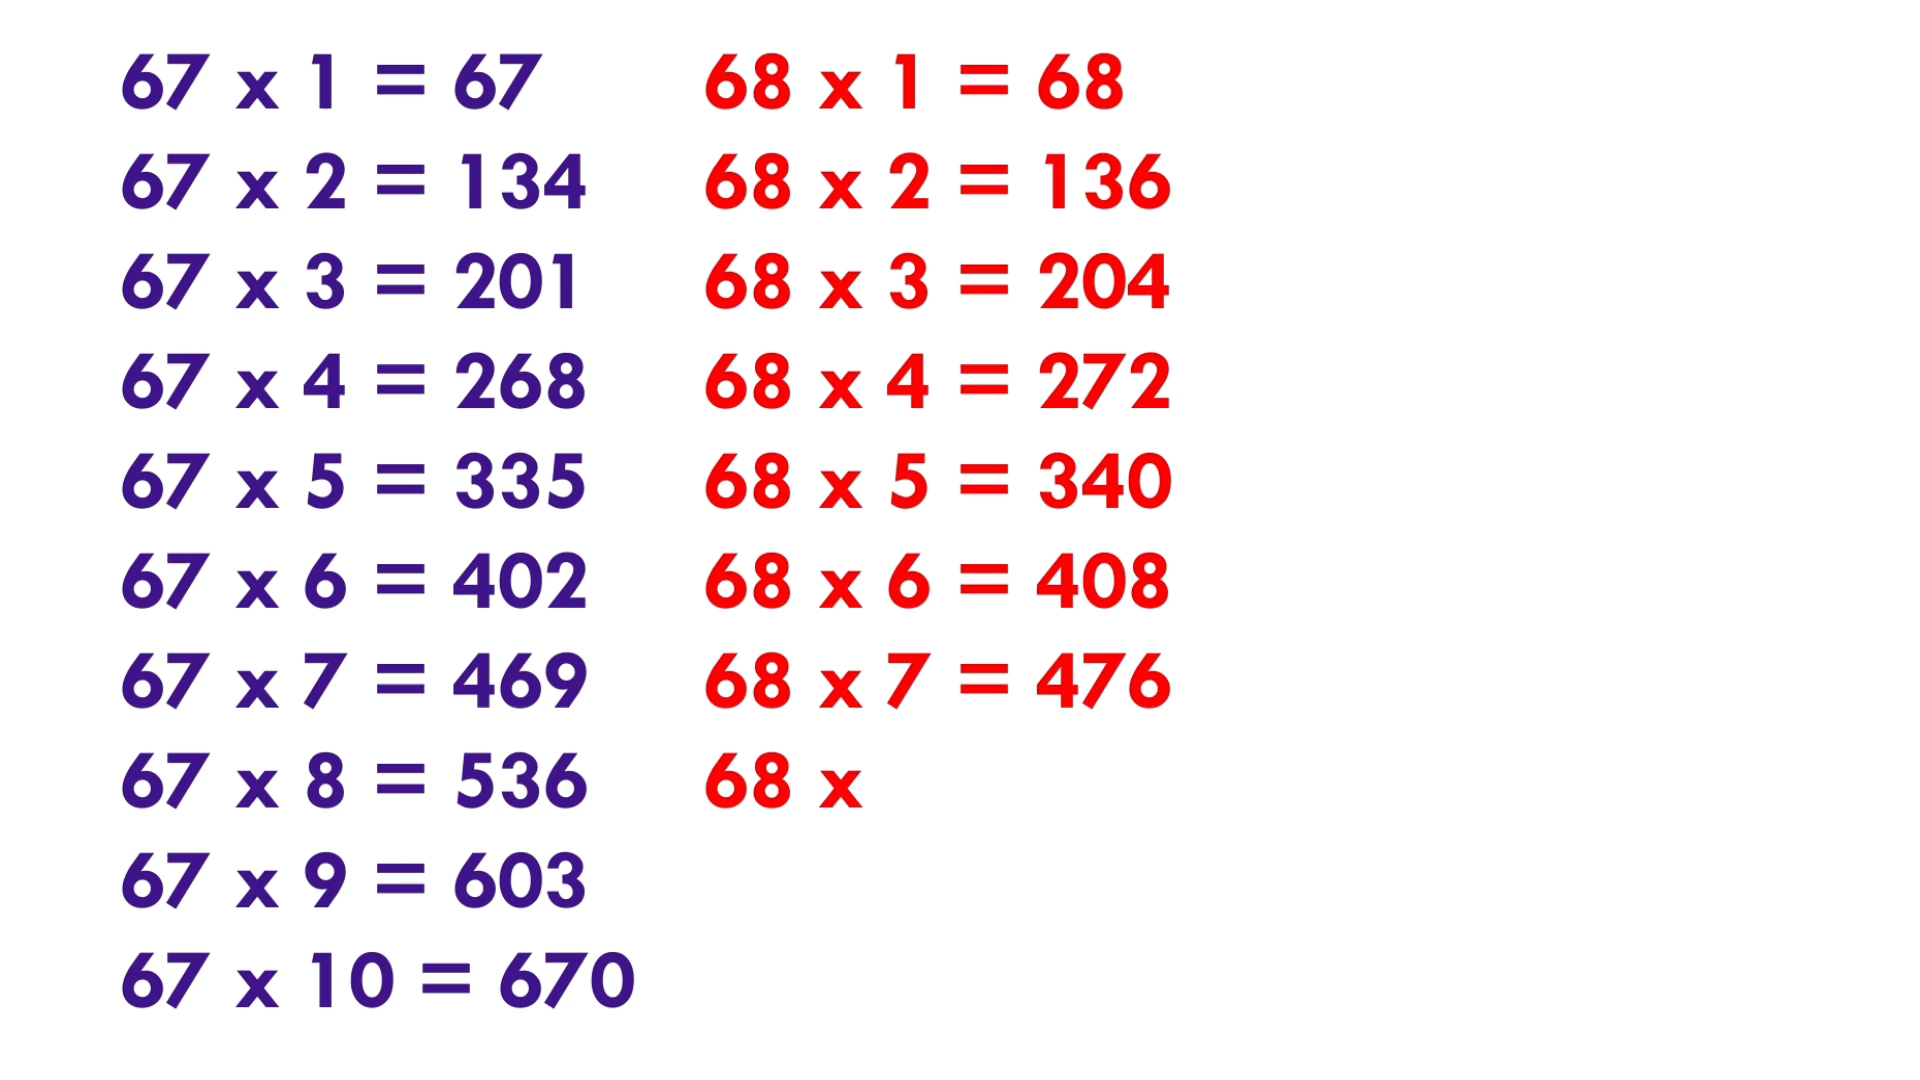 67 x 1 = 67
67 x 2 = 134
67 x 3 = 201
67 x 4 = 268
67 x 5 = 335
67 x 6 = 402
67 x 7 = 469
67 x 8 = 536
67 x 9 = 603
67 x 10 = 670
68 x 1 = 68
68 x 2 = 136
68 x 3 = 204
68 x 4 = 272
68 x 5 = 340
68 x 6 = 408
68 x 7 = 476
68 x